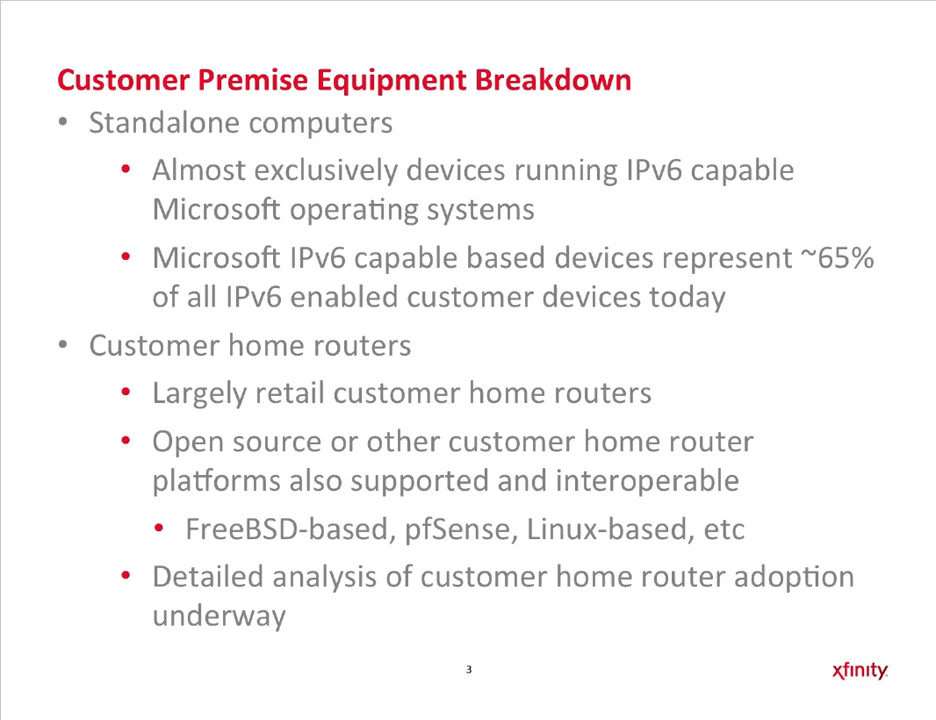 Customer Premise Equipment Breakdown
• Standalone computers
• Almost exclusively devices running IPv6 capable
Microsoft operating systems
• Microsoft IPv6 capable based devices represent ~65%
of all IPv6 enabled customer devices today
• Customer home routers
• Largely retail customer home routers
• Open source or other customer home router
platforms also supported and interoperable
• FreeBSD-based, pfSense, Linux-based, etc
• Detailed analysis of customer home router adoption
underway
3
xfinity